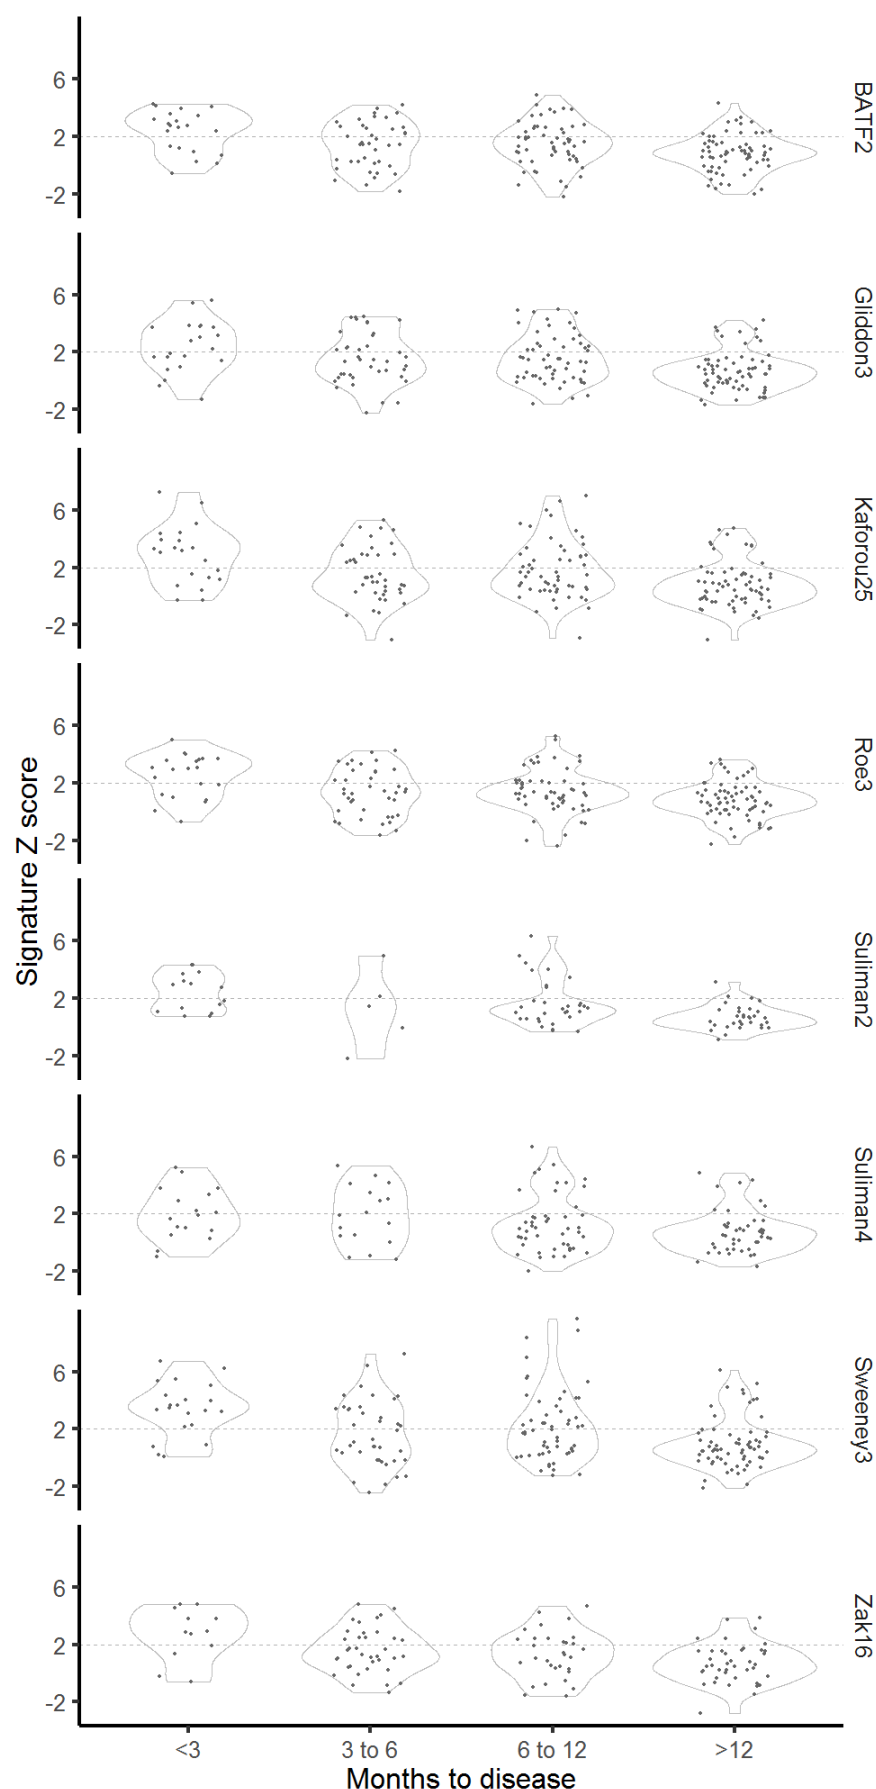 6
2
-2
BATF2
6
2
-2
Gliddon3
6
2
-2
Kaforou25
6
2
-2
Roe3
Signature Z score
6
2
-2
Suliman2
6
2
-2
Suliman4
6
2
-2
Sweeney3
6
2
-2
Zak16
<3 3 to 6 6 to 12 >12
Months to disease